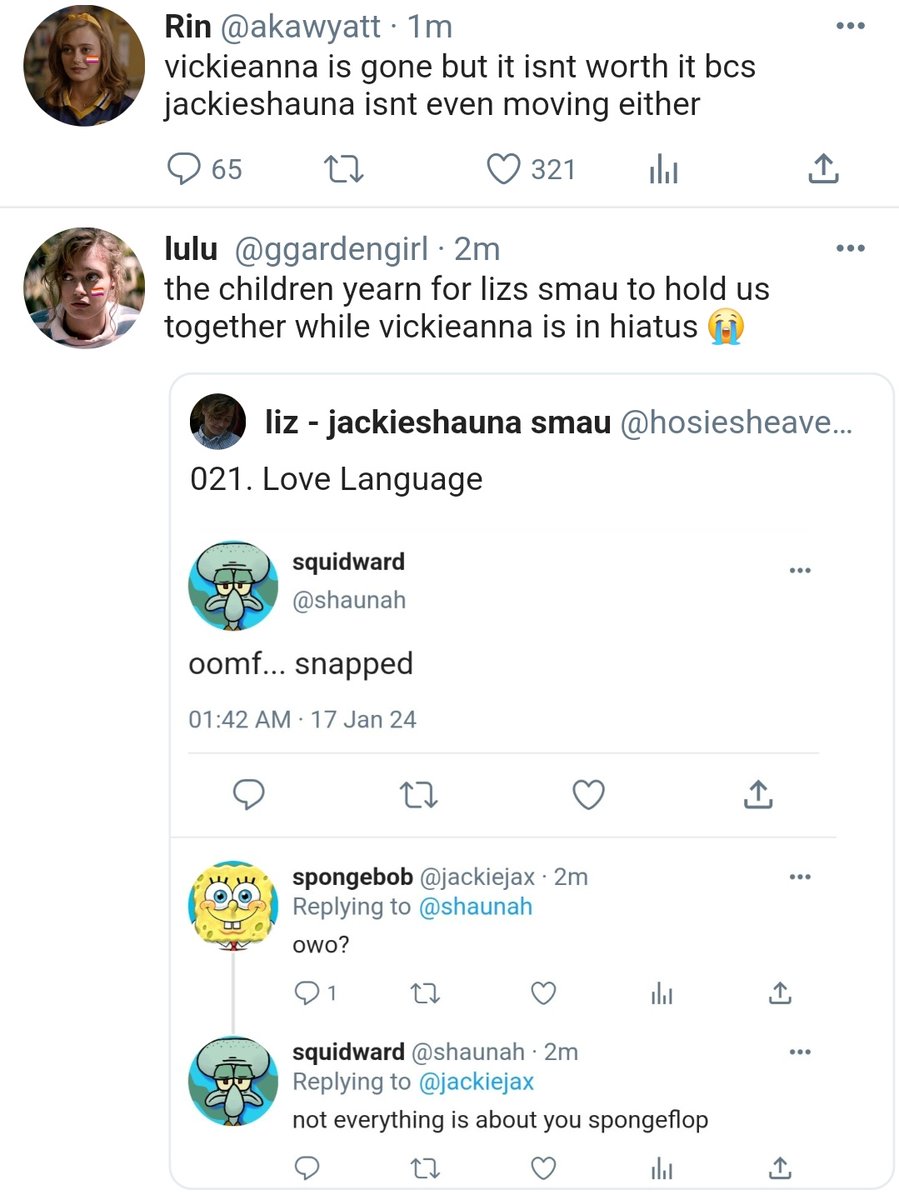 Rin @akawyatt · 1m
vickieanna is gone but it isnt worth it bcs
jackieshauna isnt even moving either
65 321
lulu @ggardengirl · 2m
the children yearn for lizs smau to hold us
together while vickieanna is in hiatus 😭
liz - jackieshauna smau @hosiesheave...
021. Love Language
squidward
@shaunah
oomf... snapped
01:42 AM · 17 Jan 24
spongebob @jackiejax · 2m
Replying to @shaunah
owo?
1
squidward @shaunah · 2m
Replying to @jackiejax
not everything is about you spongeflop